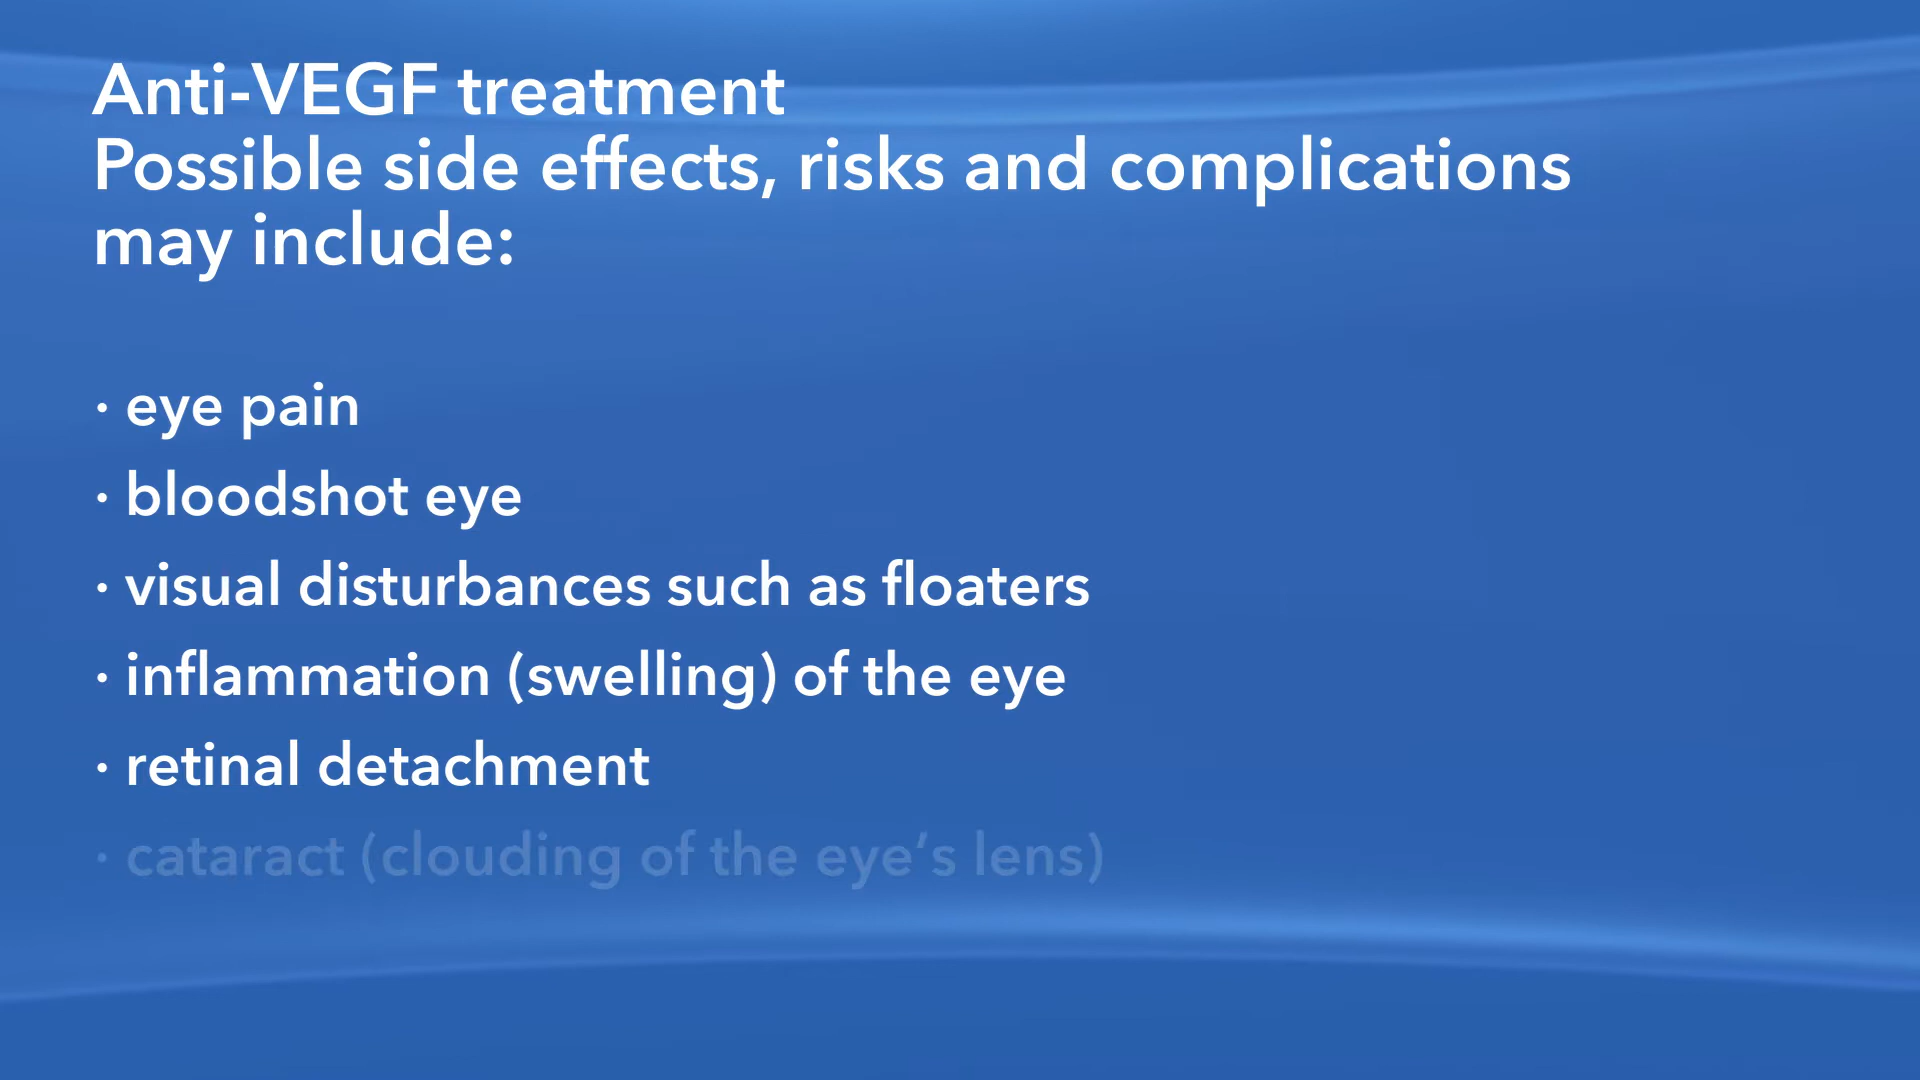 Anti-VEGF treatment
Possible side effects, risks and complications
may include:
· eye pain
· bloodshot eye
· visual disturbances such as floaters
· inflammation (swelling) of the eye
· retinal detachment
· cataract (clouding of the eye’s lens)